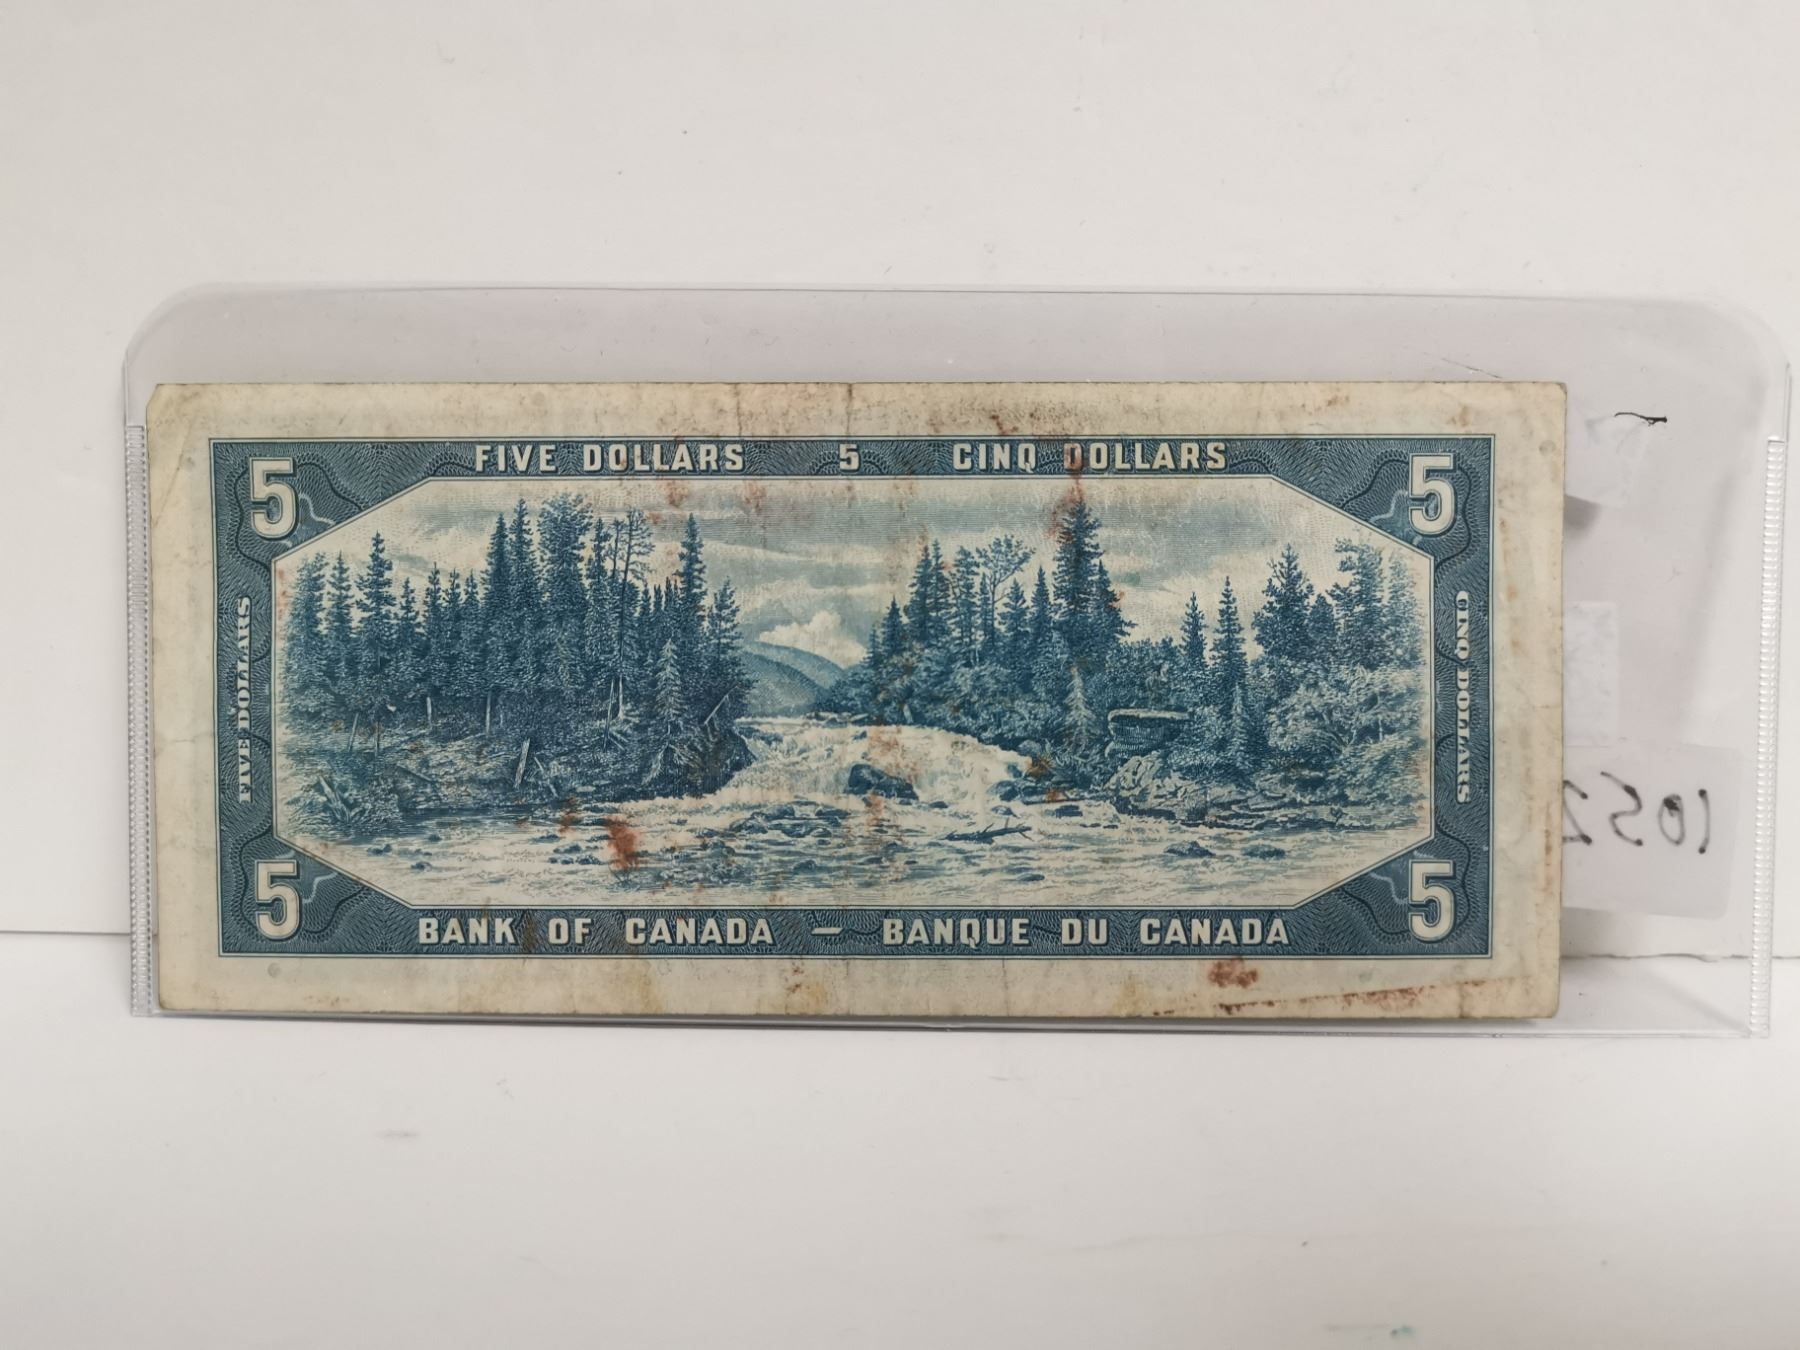 FIVE DOLLARS 5 CINQ DOLLARS
5 5
FIVE DOLLARS
CINQ DOLLARS
1052
5 5
BANK OF CANADA — BANQUE DU CANADA